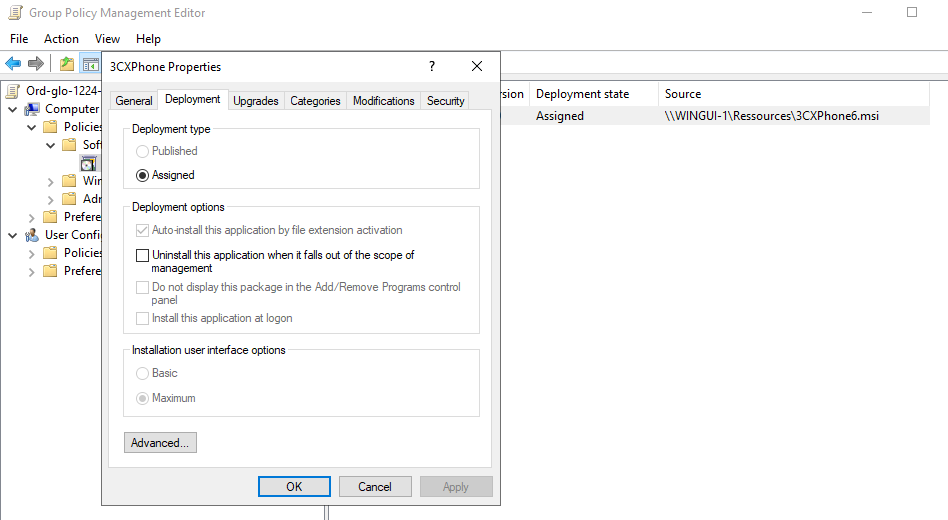 Group Policy Management Editor
File Action View Help
3CXPhone Properties
?
Ord-glo-1224-
Computer
Policies
Sof
Win
Adr
Prefere
User Confi
Policies
Prefere
General Deployment Upgrades Categories Modifications Security
Deployment type
Published
Assigned
Deployment options
Auto-install this application by file extension activation
Uninstall this application when it falls out of the scope of
management
Do not display this package in the Add/Remove Programs control
panel
Install this application at logon
Installation user interface options
Basic
Maximum
Advanced...
OK Cancel Apply
rsion Deployment state Source
Assigned \\WINGUI-1\Ressources\3CXPhone6.msi